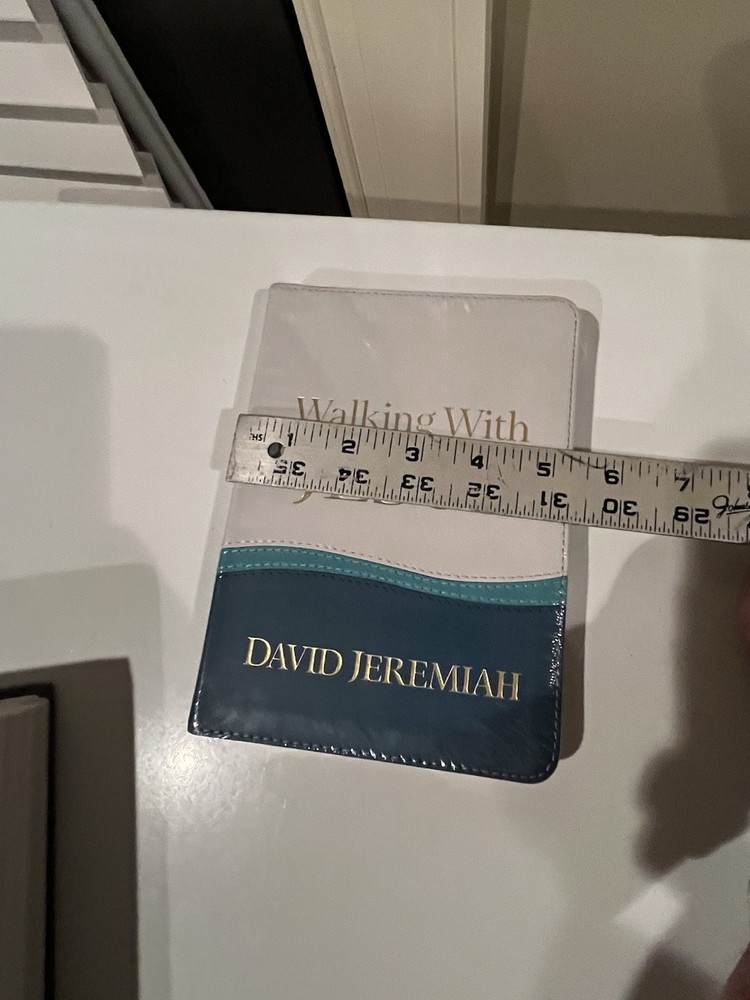 Walking With
1 2 3 4 5 6 7
35 34 33 32 31 30 29
DAVID JEREMIAH